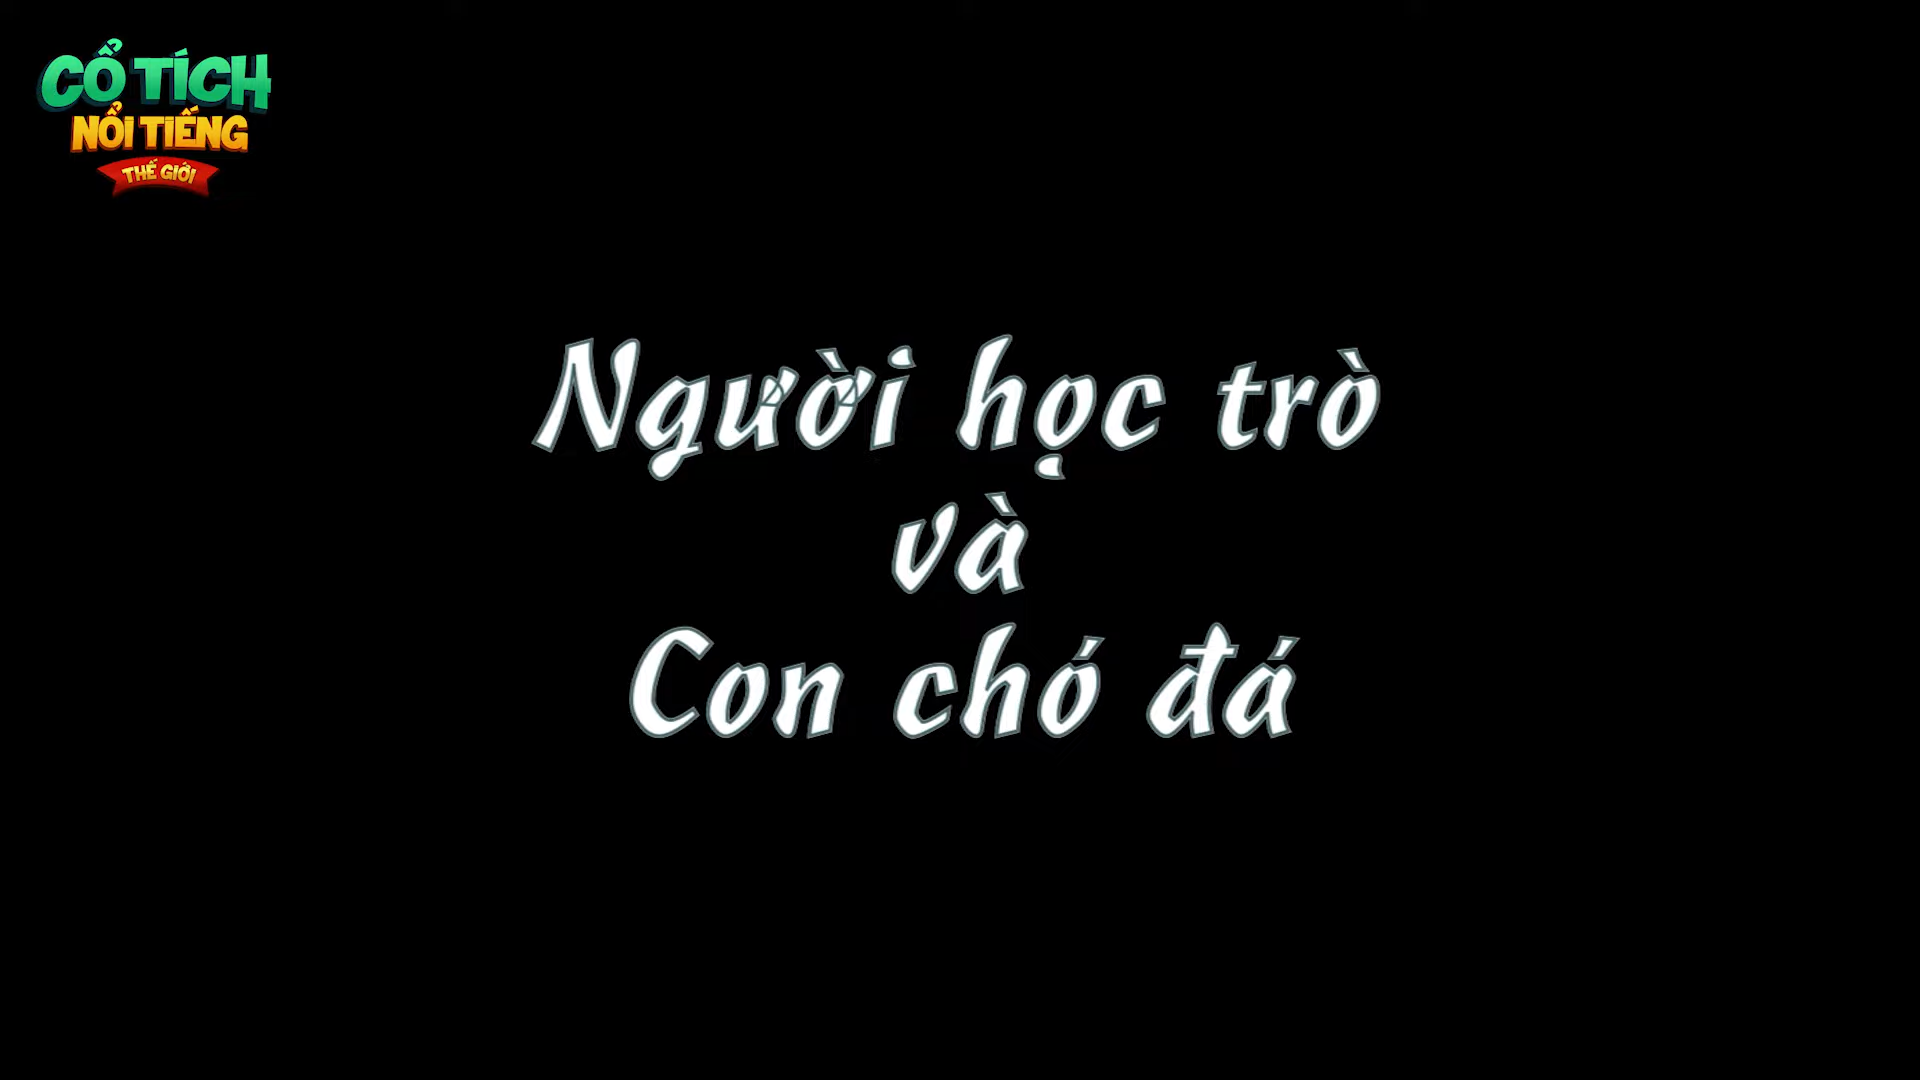 CỔ TÍCH
NỔI TIẾNG
THẾ GIỚI
Người học trò
và
Con chó đá